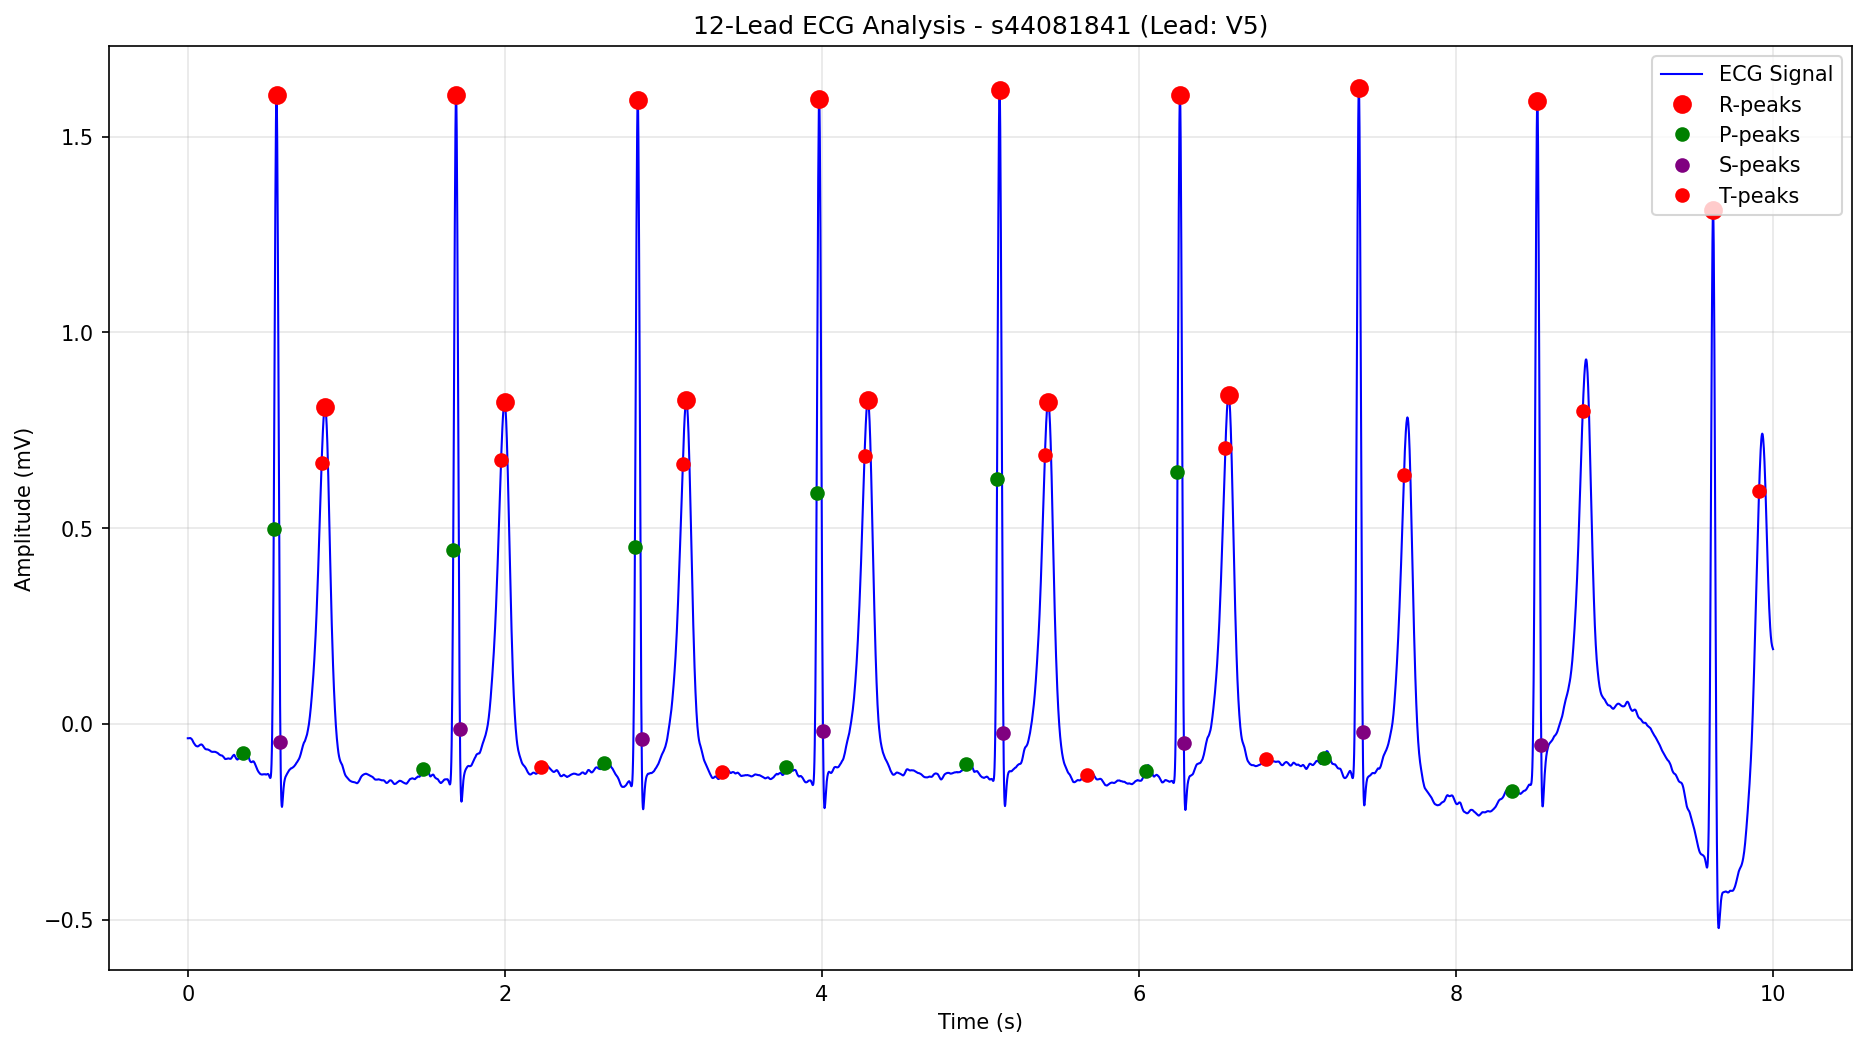 12-Lead ECG Analysis - s44081841 (Lead: V5)
ECG Signal
R-peaks
P-peaks
S-peaks
T-peaks
Amplitude (mV)
1.5
1.0
0.5
0.0
−0.5
0 2 4 6 8 10
Time (s)